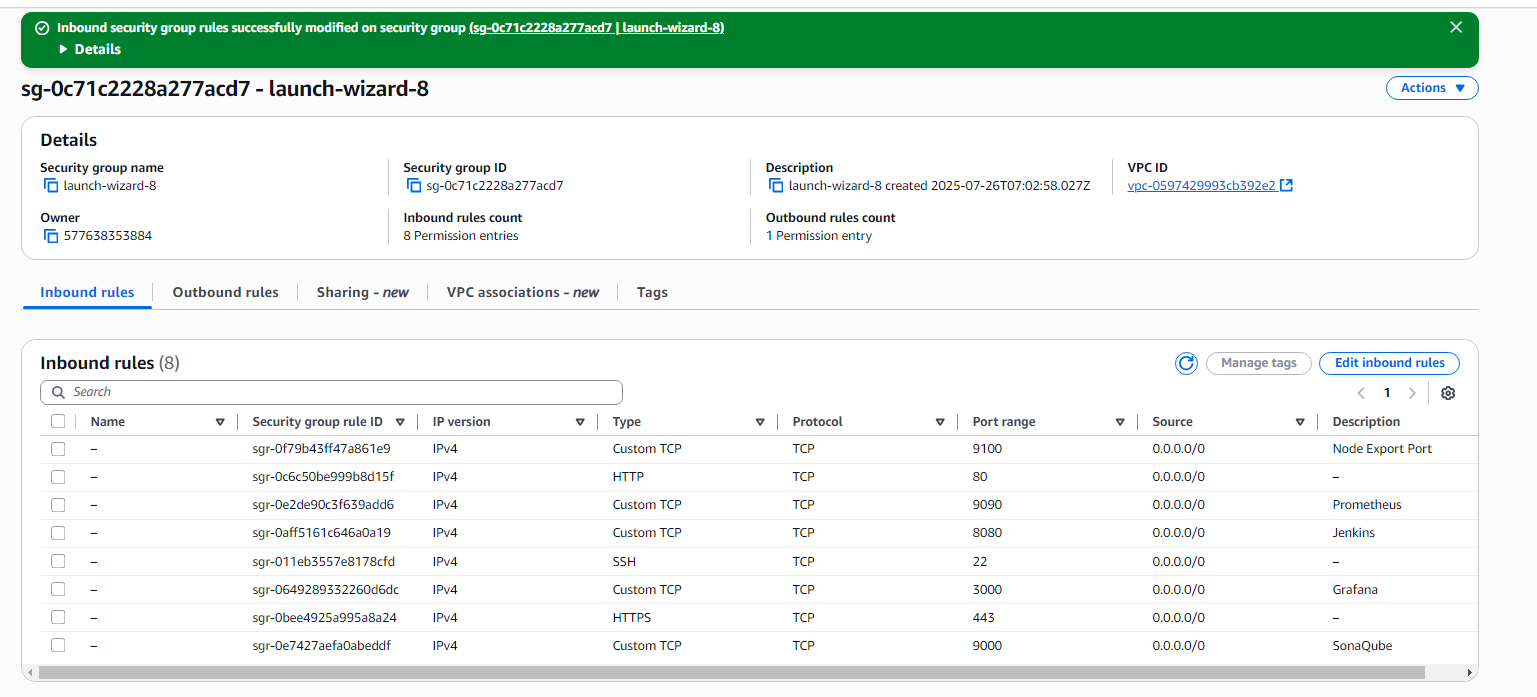 Inbound security group rules successfully modified on security group (sg-0c71c2228a277acd7 | launch-wizard-8)
Details
sg-0c71c2228a277acd7 - launch-wizard-8
Actions
Details
Security group name
launch-wizard-8
Security group ID
sg-0c71c2228a277acd7
Description
launch-wizard-8 created 2025-07-26T07:02:58.027Z
VPC ID
vpc-0597429993cb392e2
Owner
577638353884
Inbound rules count
8 Permission entries
Outbound rules count
1 Permission entry
Inbound rules Outbound rules Sharing - new VPC associations - new Tags
Inbound rules (8)
Manage tags
Edit inbound rules
Search
1
Name Security group rule ID IP version Type Protocol Port range Source Description
– sgr-0f79b43ff47a861e9 IPv4 Custom TCP TCP 9100 0.0.0.0/0 Node Export Port
– sgr-0c6c50be999b8d15f IPv4 HTTP TCP 80 0.0.0.0/0 –
– sgr-0e2de90c3f639add6 IPv4 Custom TCP TCP 9090 0.0.0.0/0 Prometheus
– sgr-0aff5161c646a0a19 IPv4 Custom TCP TCP 8080 0.0.0.0/0 Jenkins
– sgr-011eb3557e8178cfd IPv4 SSH TCP 22 0.0.0.0/0 –
– sgr-0649289332260d6dc IPv4 Custom TCP TCP 3000 0.0.0.0/0 Grafana
– sgr-0bee4925a995a8a24 IPv4 HTTPS TCP 443 0.0.0.0/0 –
– sgr-0e7427aefa0abeddf IPv4 Custom TCP TCP 9000 0.0.0.0/0 SonaQube